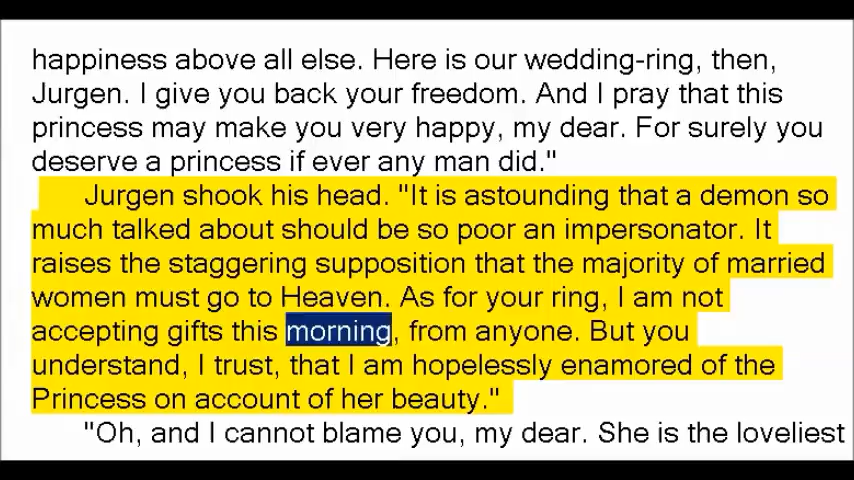 happiness above all else. Here is our wedding-ring, then,
Jurgen. I give you back your freedom. And I pray that this
princess may make you very happy, my dear. For surely you
deserve a princess if ever any man did."
Jurgen shook his head. "It is astounding that a demon so
much talked about should be so poor an impersonator. It
raises the staggering supposition that the majority of married
women must go to Heaven. As for your ring, I am not
accepting gifts this morning, from anyone. But you
understand, I trust, that I am hopelessly enamored of the
Princess on account of her beauty."
"Oh, and I cannot blame you, my dear. She is the loveliest